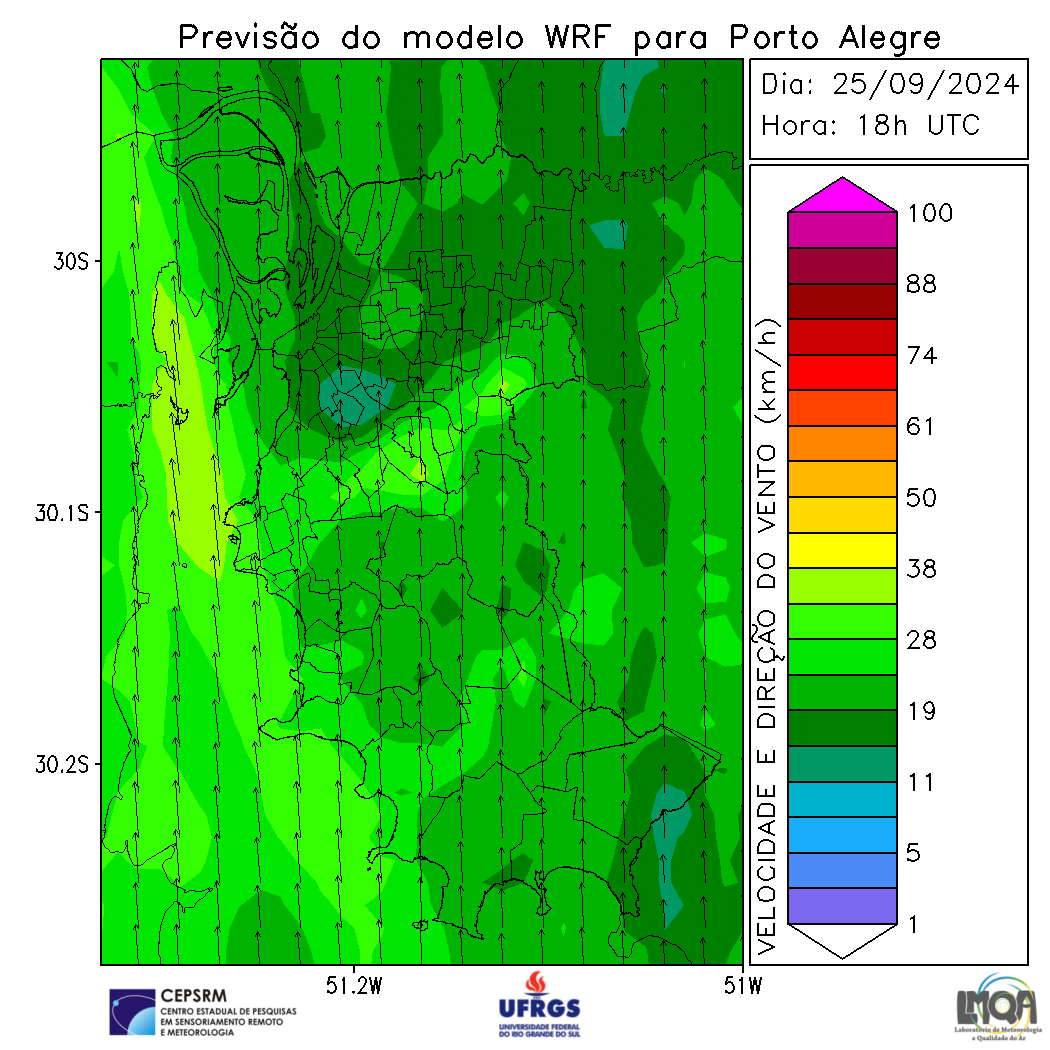 Previsão do modelo WRF para Porto Alegre
Dia: 25/09/2024
Hora: 18h UTC
30S
30.1S
30.2S
51.2W
51W
VELOCIDADE E DIREÇÃO DO VENTO (km/h)
100
88
74
61
50
38
28
19
11
5
1
CEPSRM
CENTRO ESTADUAL DE PESQUISAS
EM SENSORIAMENTO REMOTO
E METEOROLOGIA
UFRGS
UNIVERSIDADE FEDERAL
DO RIO GRANDE DO SUL
LMQA
Laboratório de Meteorologia
e Qualidade do Ar